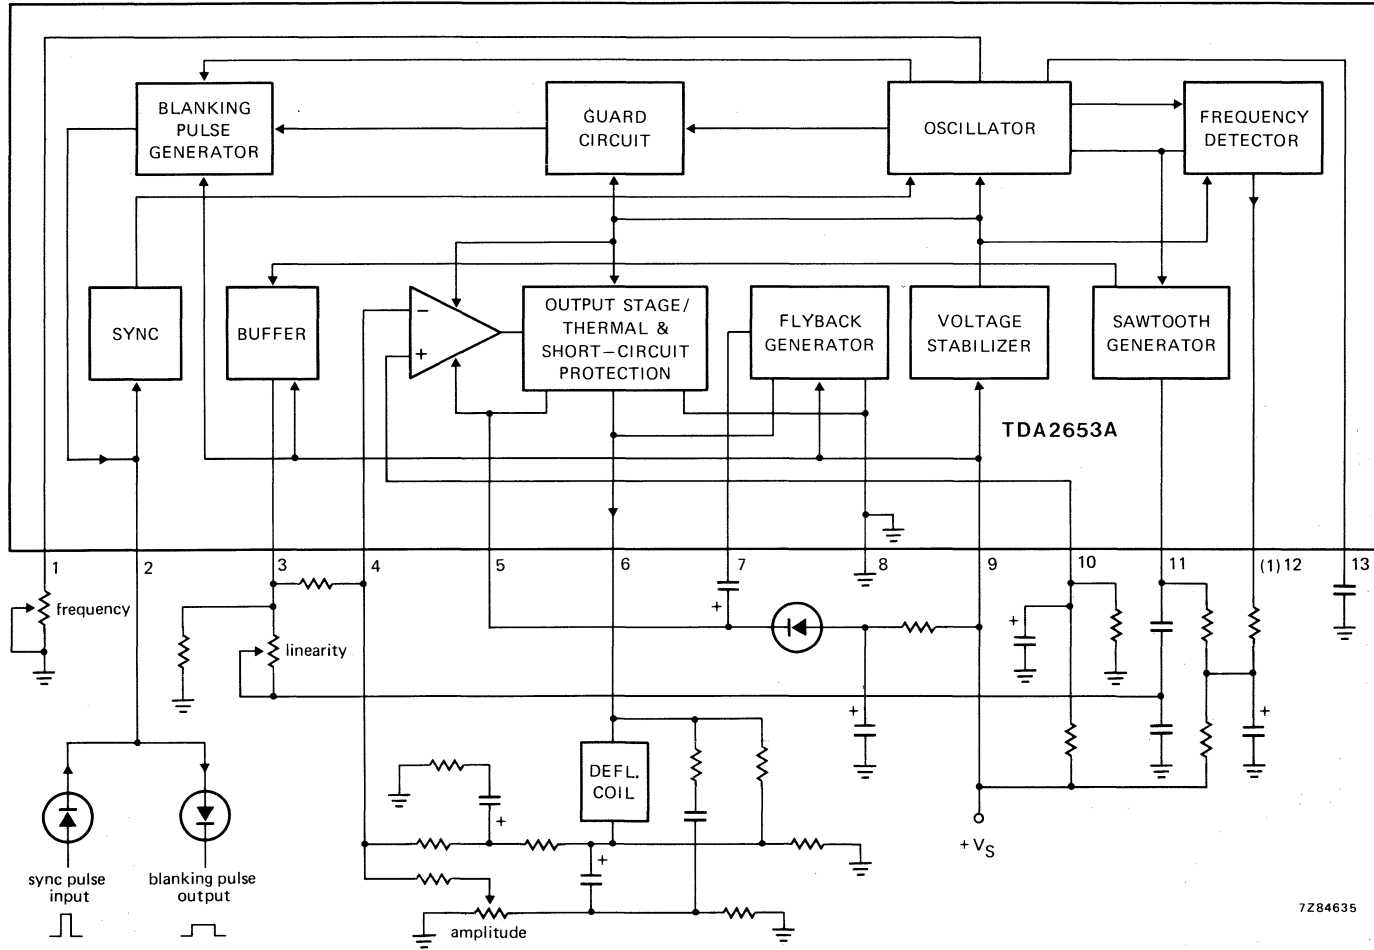 BLANKING
PULSE
GENERATOR
GUARD
CIRCUIT
OSCILLATOR
FREQUENCY
DETECTOR
SYNC
BUFFER
−
+
OUTPUT STAGE/
THERMAL &
SHORT−CIRCUIT
PROTECTION
FLYBACK
GENERATOR
VOLTAGE
STABILIZER
SAWTOOTH
GENERATOR
TDA2653A
1
2
3
4
5
6
7
8
9
10
11
(1) 12
13
frequency
linearity
+
+
+
+
DEFL.
COIL
+
+
+VS
sync pulse
input
blanking pulse
output
amplitude
7Z84635